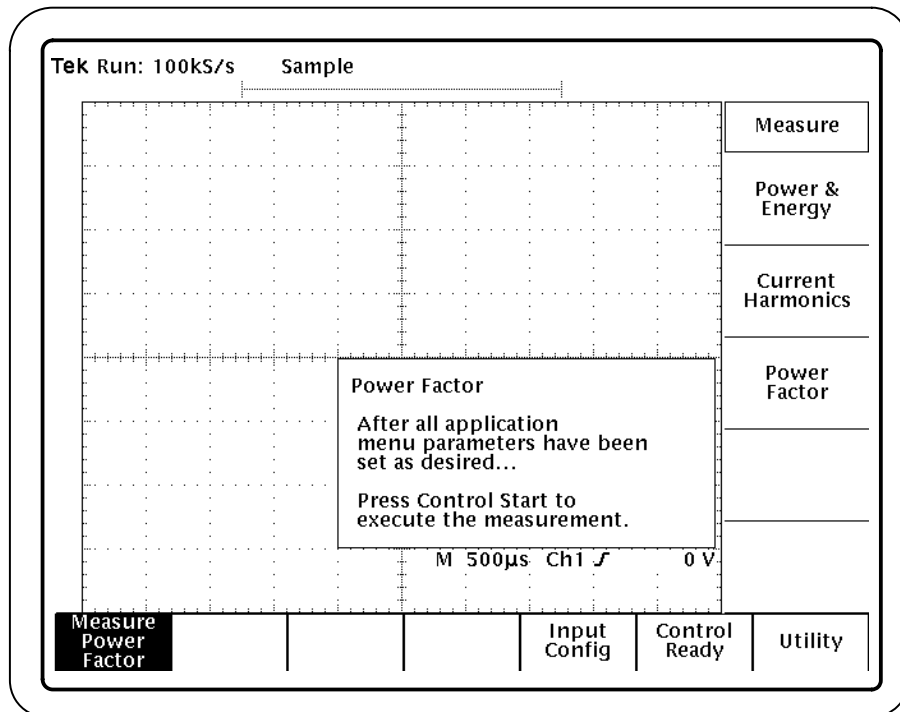 Tek Run: 100kS/s Sample
Measure
Power &
Energy
Current
Harmonics
Power
Factor
Power Factor
After all application
menu parameters have been
set as desired...
Press Control Start to
execute the measurement.
M 500µs Ch1 0 V
Measure
Power
Factor
Input
Config
Control
Ready
Utility